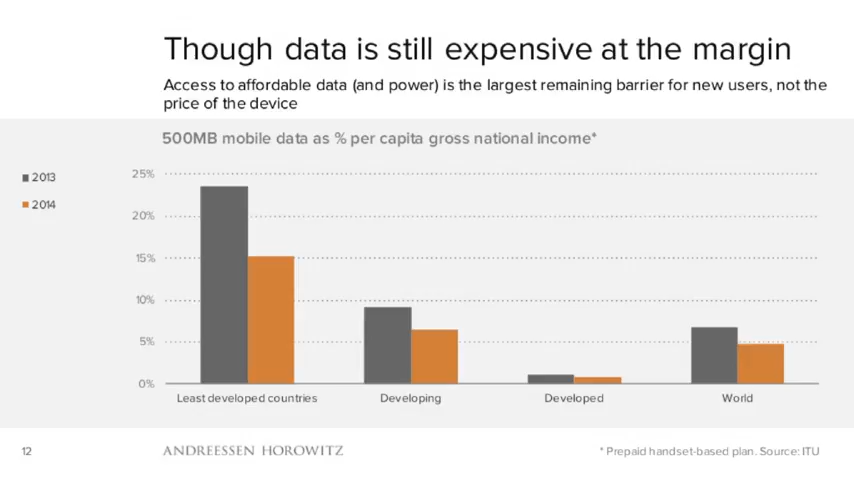 Though data is still expensive at the margin
Access to affordable data (and power) is the largest remaining barrier for new users, not the
price of the device
500MB mobile data as % per capita gross national income*
2013
2014
25%
20%
15%
10%
5%
0%
Least developed countries
Developing
Developed
World
12
ANDREESSEN HOROWITZ
* Prepaid handset-based plan. Source: ITU